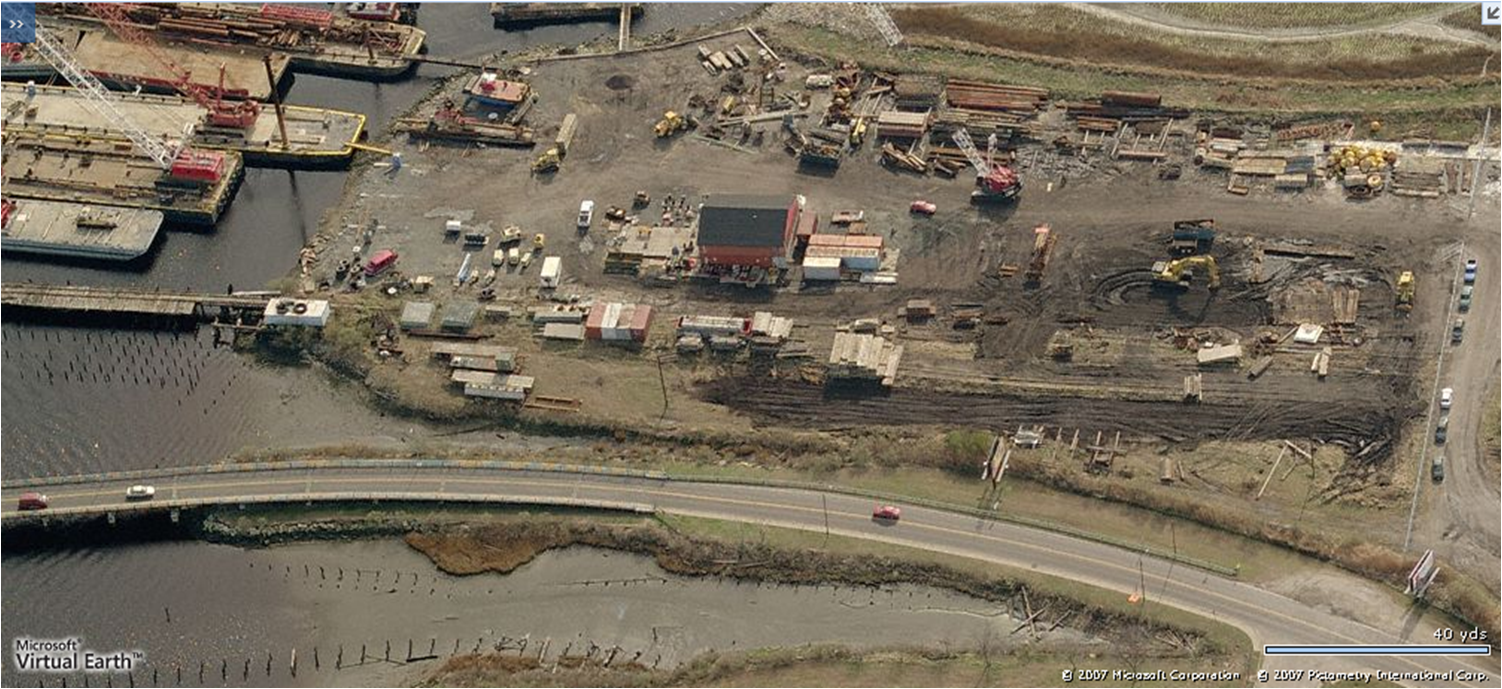 »
Microsoft®
Virtual Earth™
40 yds
© 2007 Microsoft Corporation © 2007 Pictometry International Corp.